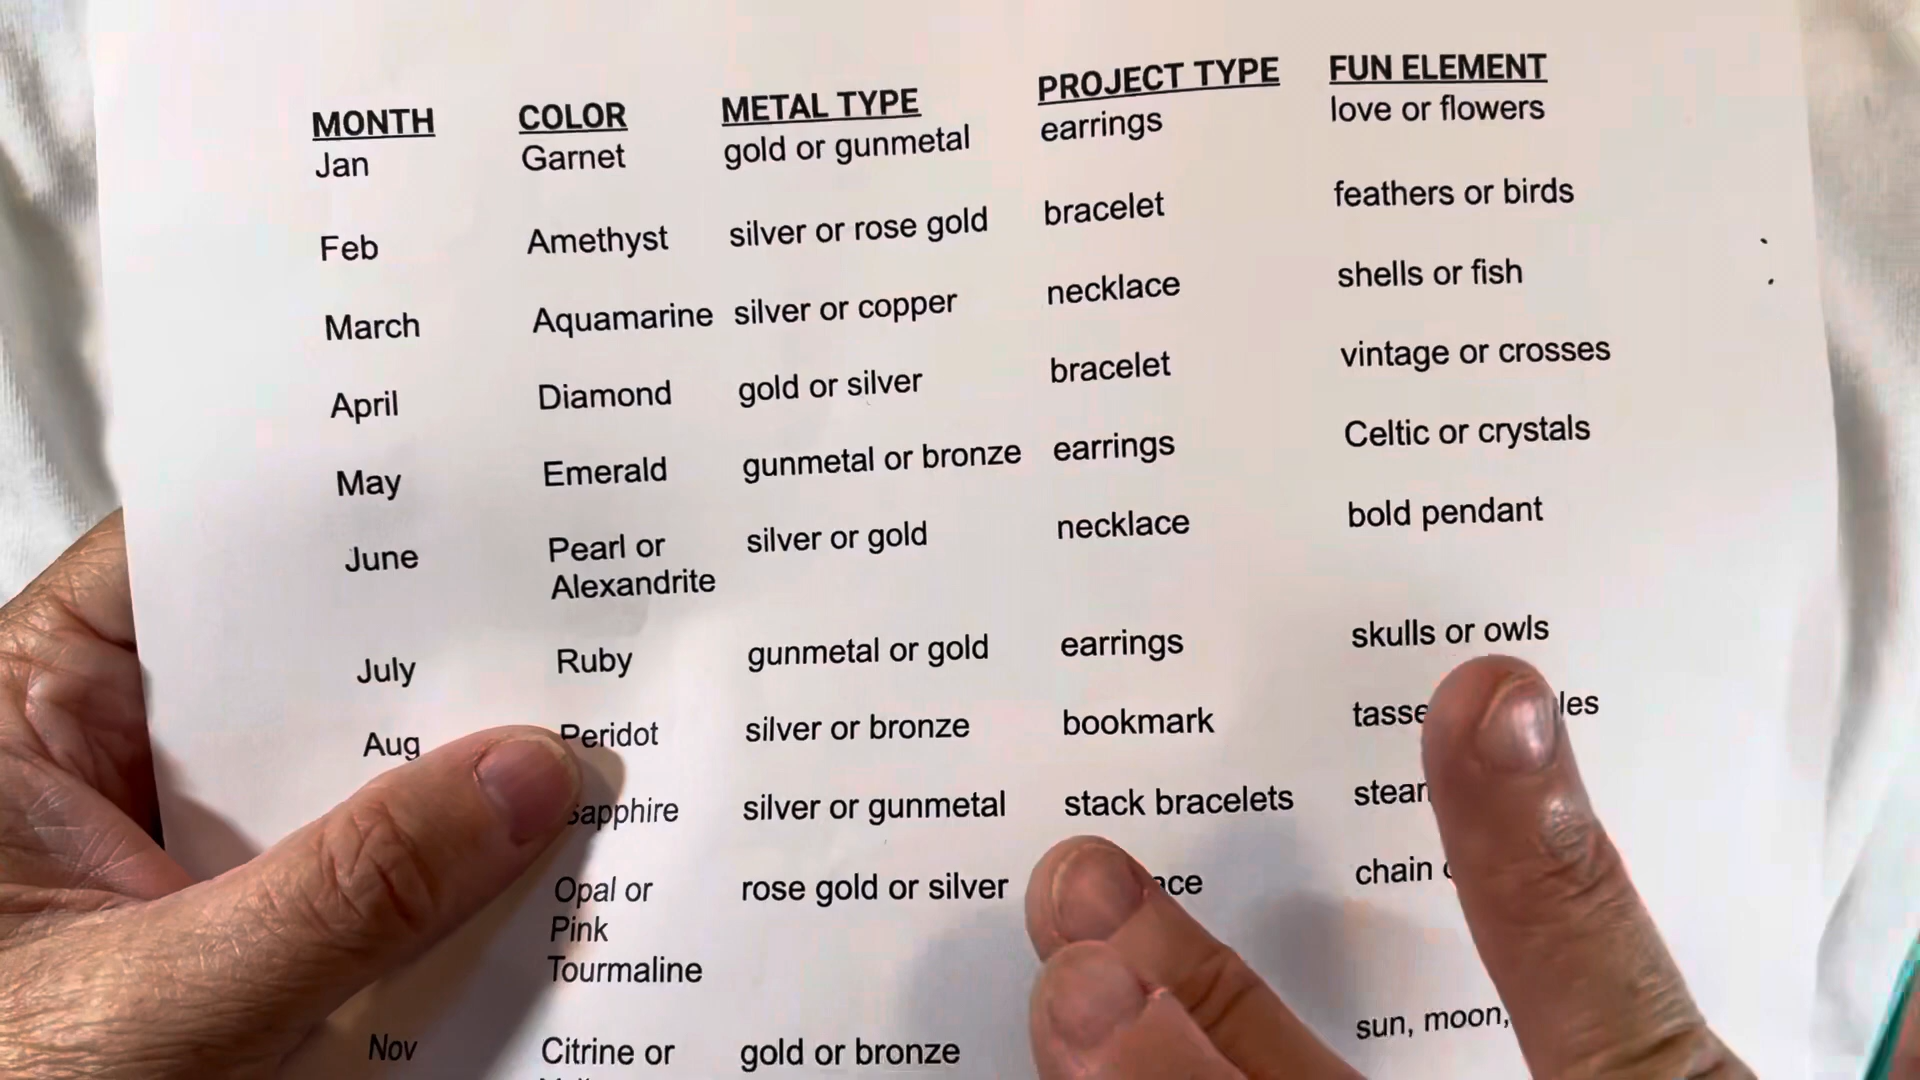 MONTH COLOR METAL TYPE PROJECT TYPE FUN ELEMENT
Jan Garnet gold or gunmetal earrings love or flowers
Feb Amethyst silver or rose gold bracelet feathers or birds
March Aquamarine silver or copper necklace shells or fish
April Diamond gold or silver bracelet vintage or crosses
May Emerald gunmetal or bronze earrings Celtic or crystals
June Pearl or silver or gold necklace bold pendant
Alexandrite
July Ruby gunmetal or gold earrings skulls or owls
Aug Peridot silver or bronze bookmark
Sapphire silver or gunmetal stack bracelets
Opal or rose gold or silver chain
Pink
Tourmaline
Nov Citrine or gold or bronze sun, moon,